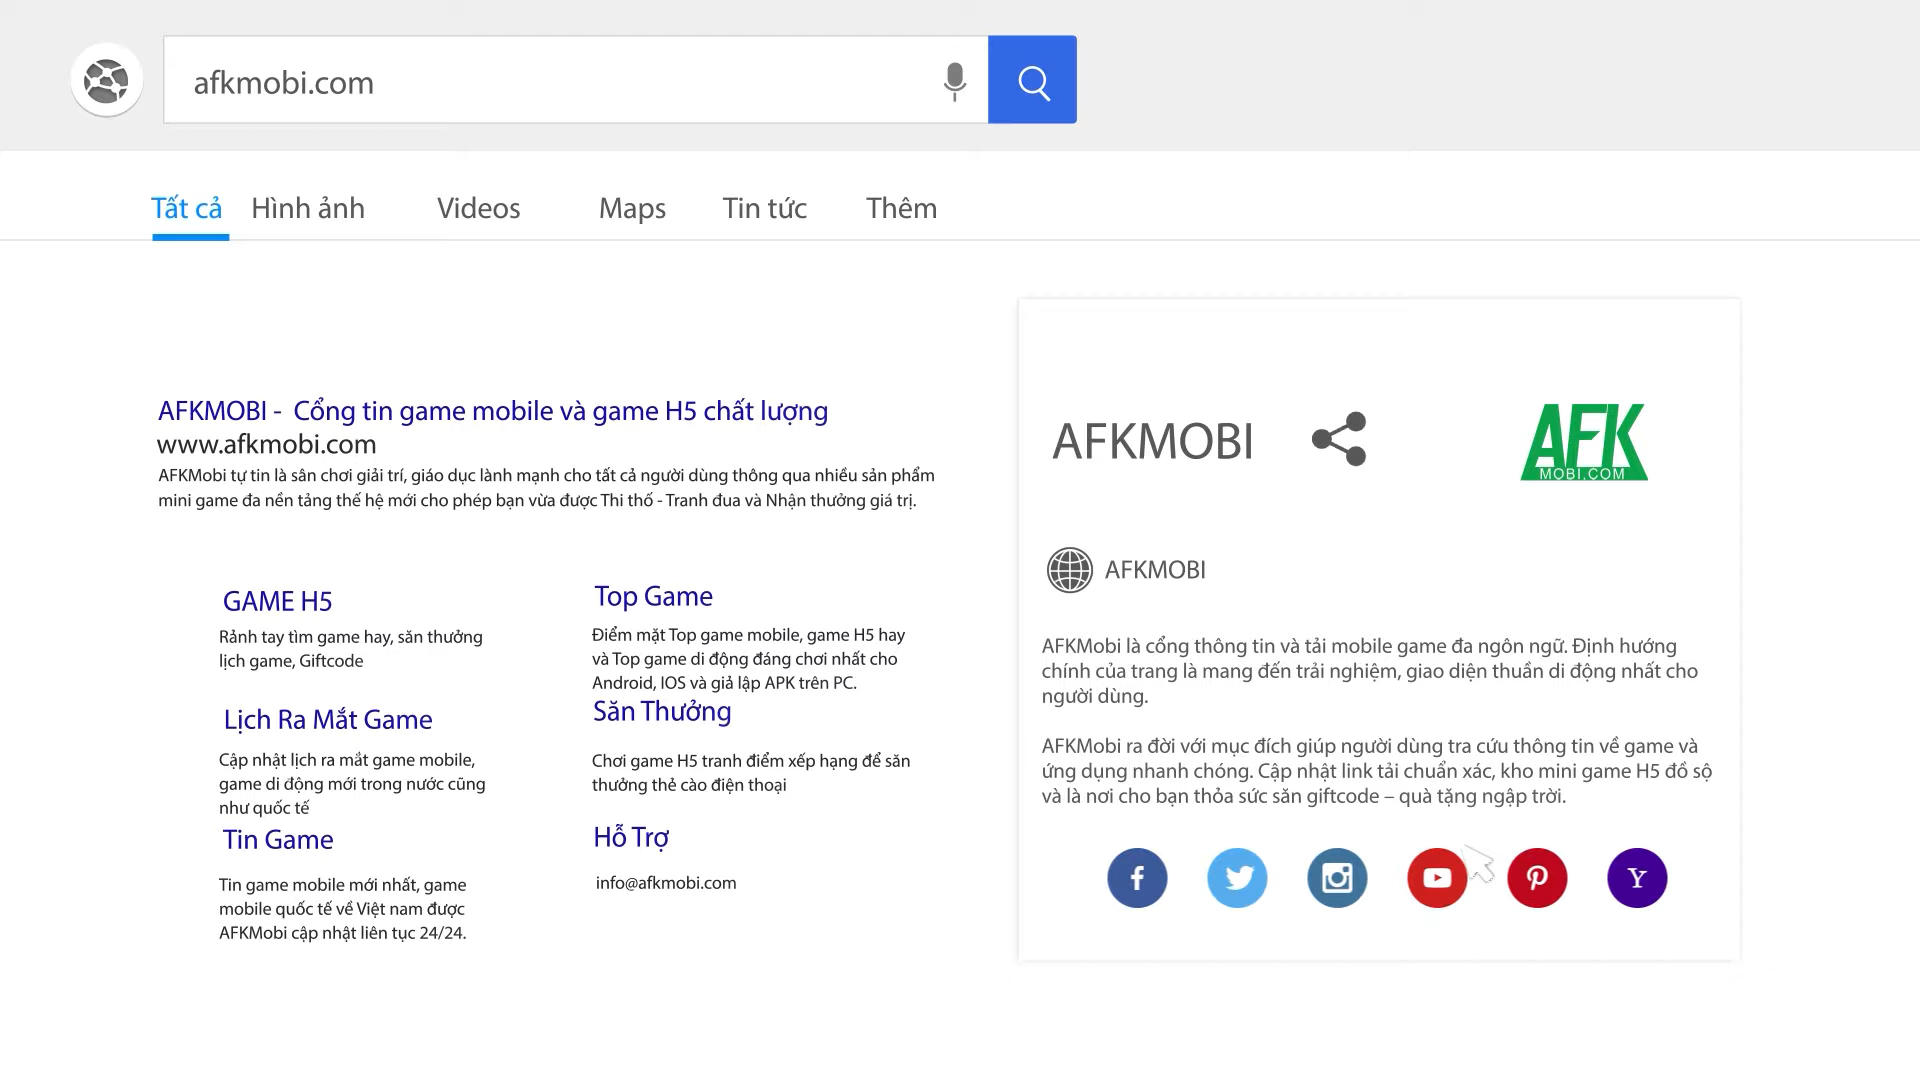 afkmobi.com
Tất cả
Hình ảnh
Videos
Maps
Tin tức
Thêm
AFKMOBI - Cổng tin game mobile và game H5 chất lượng
www.afkmobi.com
AFKMobi tự tin là sân chơi giải trí, giáo dục lành mạnh cho tất cả người dùng thông qua nhiều sản phẩm
mini game đa nền tảng thế hệ mới cho phép bạn vừa được Thi thố - Tranh đua và Nhận thưởng giá trị.
GAME H5
Rảnh tay tìm game hay, săn thưởng
lịch game, Giftcode
Lịch Ra Mắt Game
Cập nhật lịch ra mắt game mobile,
game di động mới trong nước cũng
như quốc tế
Tin Game
Tin game mobile mới nhất, game
mobile quốc tế về Việt nam được
AFKMobi cập nhật liên tục 24/24.
Top Game
Điểm mặt Top game mobile, game H5 hay
và Top game di động đáng chơi nhất cho
Android, IOS và giả lập APK trên PC.
Săn Thưởng
Chơi game H5 tranh điểm xếp hạng để săn
thưởng thẻ cào điện thoại
Hỗ Trợ
info@afkmobi.com
AFKMOBI
AFK
MOBI.COM
AFKMOBI
AFKMobi là cổng thông tin và tải mobile game đa ngôn ngữ. Định hướng
chính của trang là mang đến trải nghiệm, giao diện thuần di động nhất cho
người dùng.
AFKMobi ra đời với mục đích giúp người dùng tra cứu thông tin về game và
ứng dụng nhanh chóng. Cập nhật link tải chuẩn xác, kho mini game H5 đồ sộ
và là nơi cho bạn thỏa sức săn giftcode – quà tặng ngập trời.